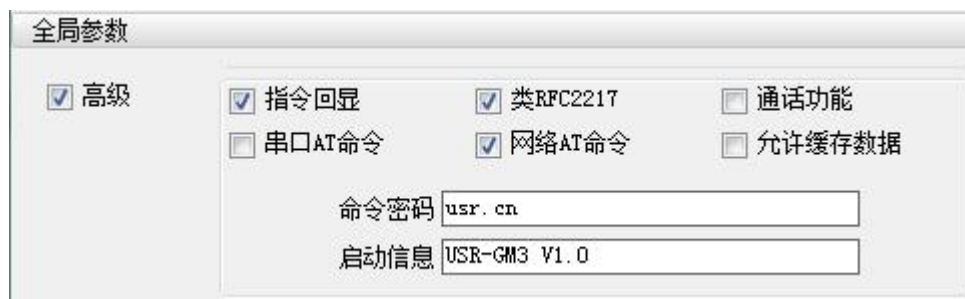 全局参数
高级
指令回显 类RFC2217 通话功能
串口AT命令 网络AT命令 允许缓存数据
命令密码 usr.cn
启动信息 USR-GM3 V1.0